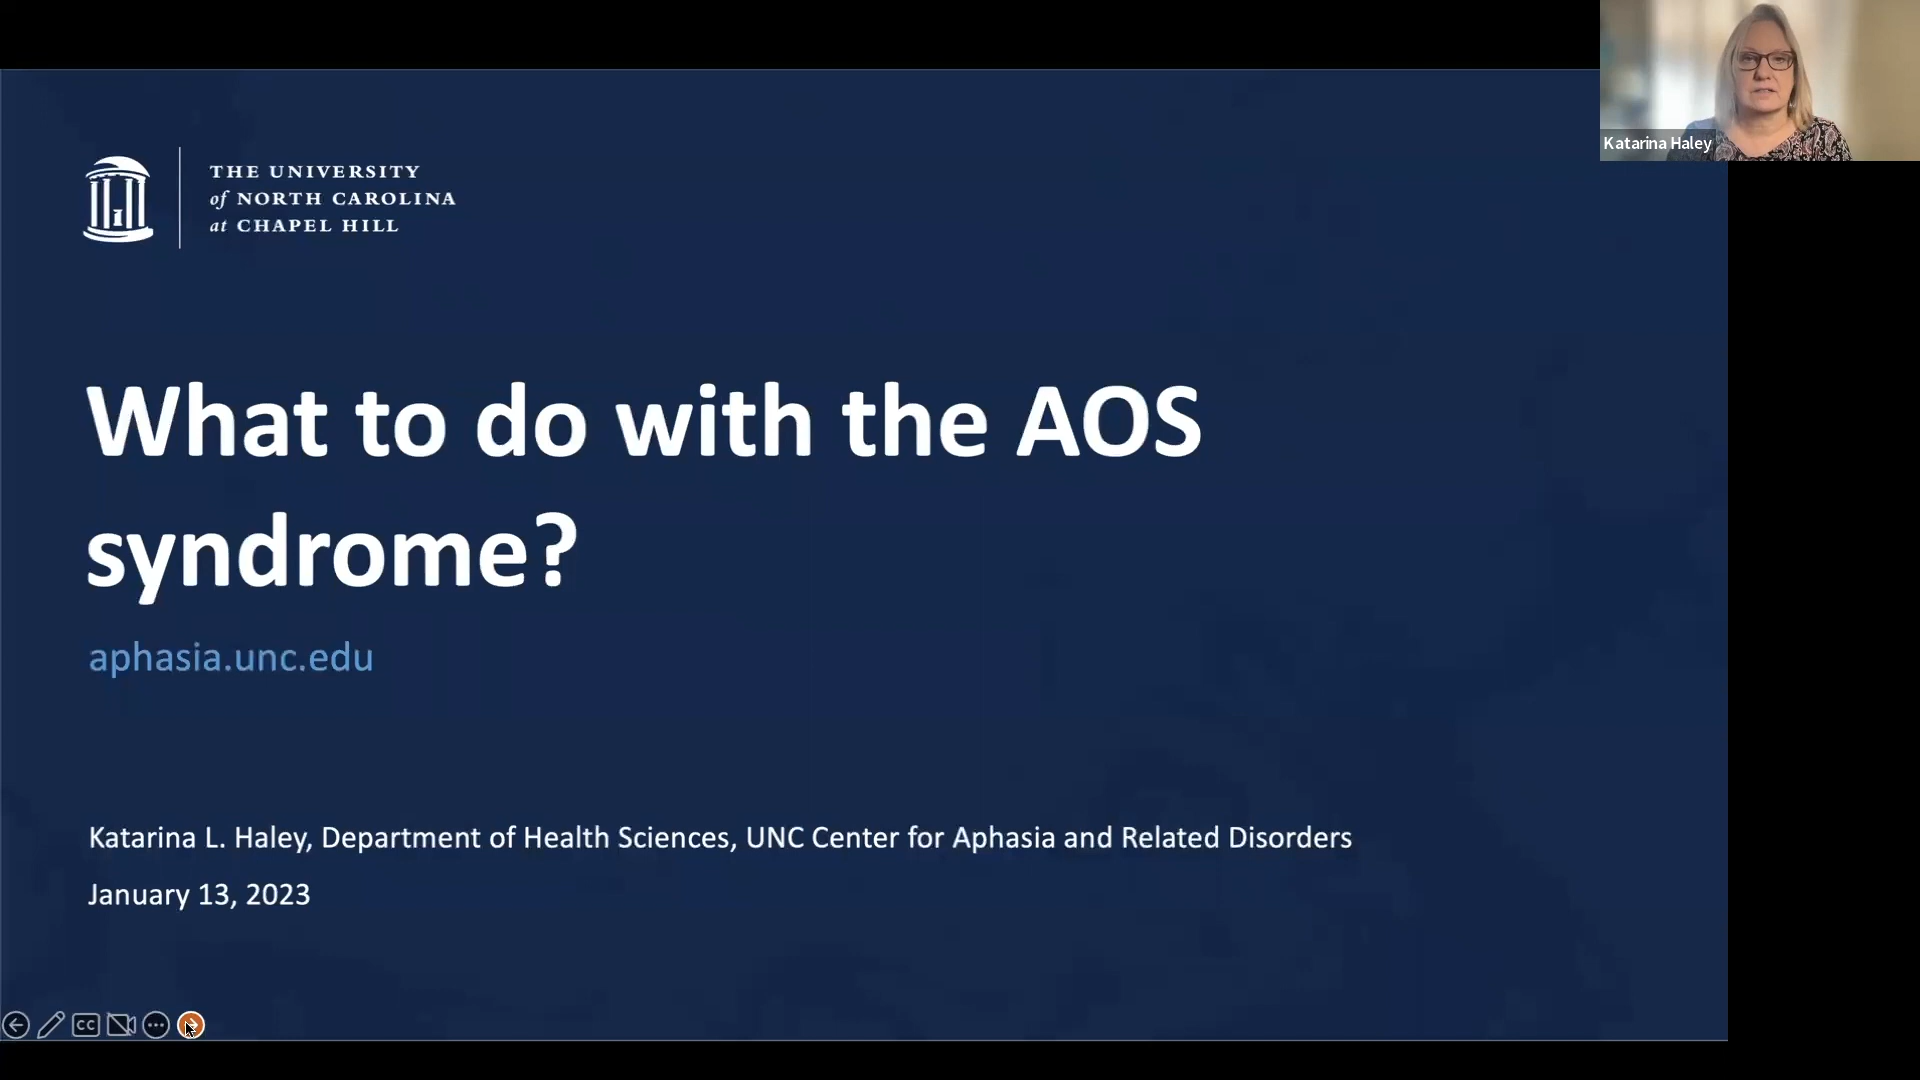 THE UNIVERSITY
of NORTH CAROLINA
at CHAPEL HILL
Katarina Haley
What to do with the AOS
syndrome?
aphasia.unc.edu
Katarina L. Haley, Department of Health Sciences, UNC Center for Aphasia and Related Disorders
January 13, 2023
CC